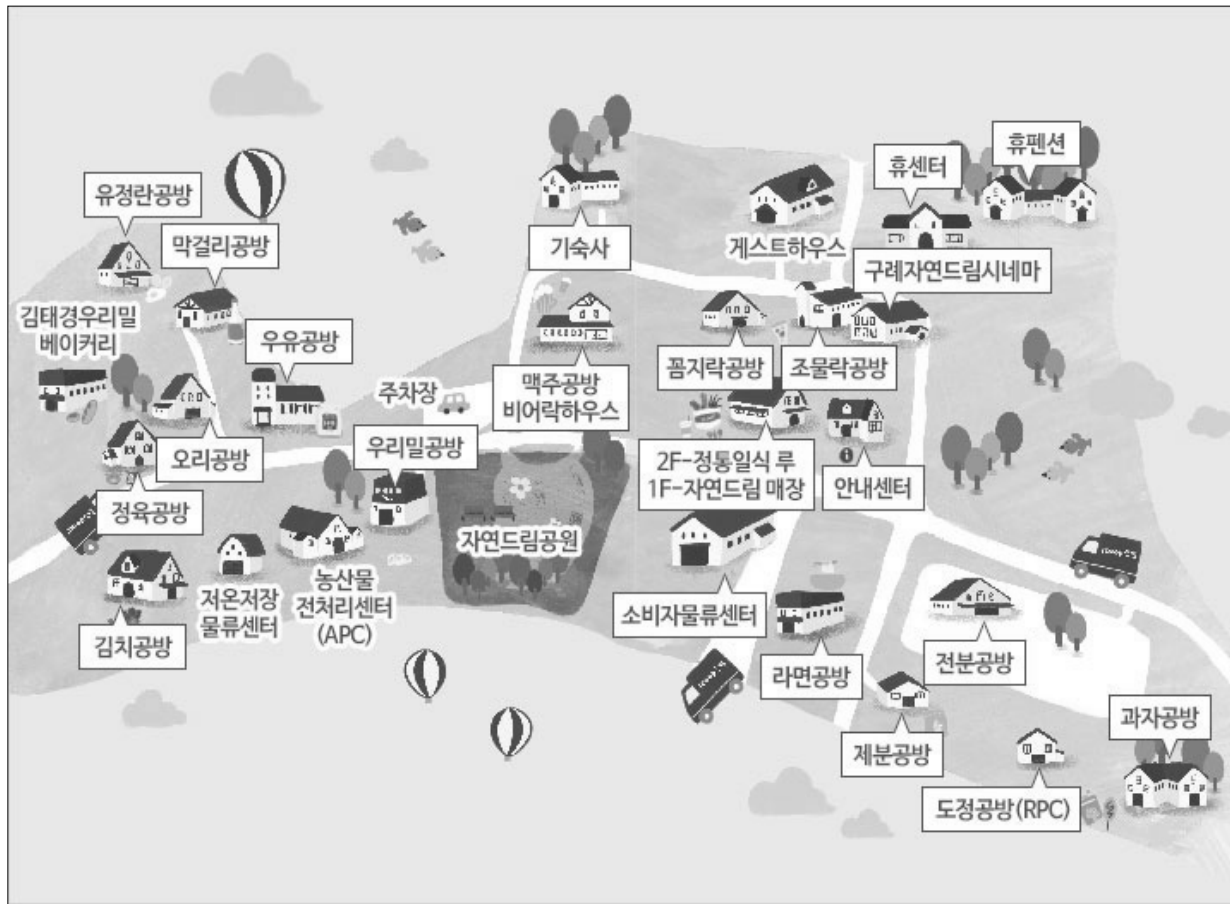 휴펜션
휴센터
유정란공방
막걸리공방
기숙사
게스트하우스
구레자연드림시네마
김태경우리밀
베이커리
우유공방
꼼지락공방
조물락공방
주차장
맥주공방
비어락하우스
오리공방
우리밀공방
2F-정통일식 루
1F-자연드림 매장
안내센터
정육공방
자연드림공원
농산물
전처리센터
(APC)
저온저장
물류센터
김치공방
소비자물류센터
라면공방
전분공방
과자공방
제분공방
도정공방(RPC)